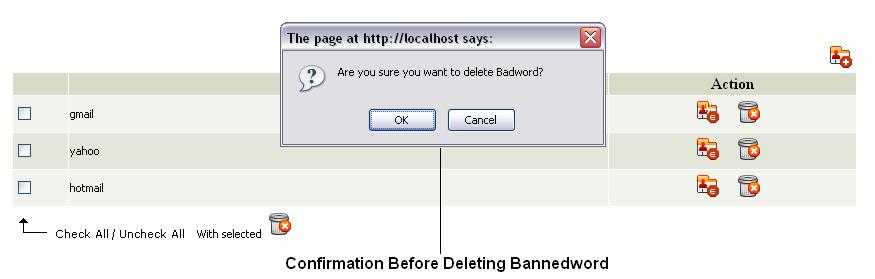 The page at http://localhost says:
Are you sure you want to delete Badword?
OK Cancel
Action
gmail
yahoo
hotmail
Check All / Uncheck All With selected
Confirmation Before Deleting Bannedword